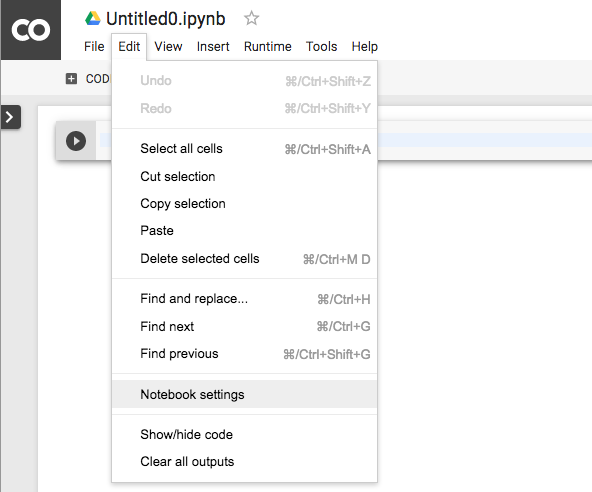 CO
Untitled0.ipynb
File Edit View Insert Runtime Tools Help
COD
Undo ⌘/Ctrl+Shift+Z
Redo ⌘/Ctrl+Shift+Y
Select all cells ⌘/Ctrl+Shift+A
Cut selection
Copy selection
Paste
Delete selected cells ⌘/Ctrl+M D
Find and replace... ⌘/Ctrl+H
Find next ⌘/Ctrl+G
Find previous ⌘/Ctrl+Shift+G
Notebook settings
Show/hide code
Clear all outputs